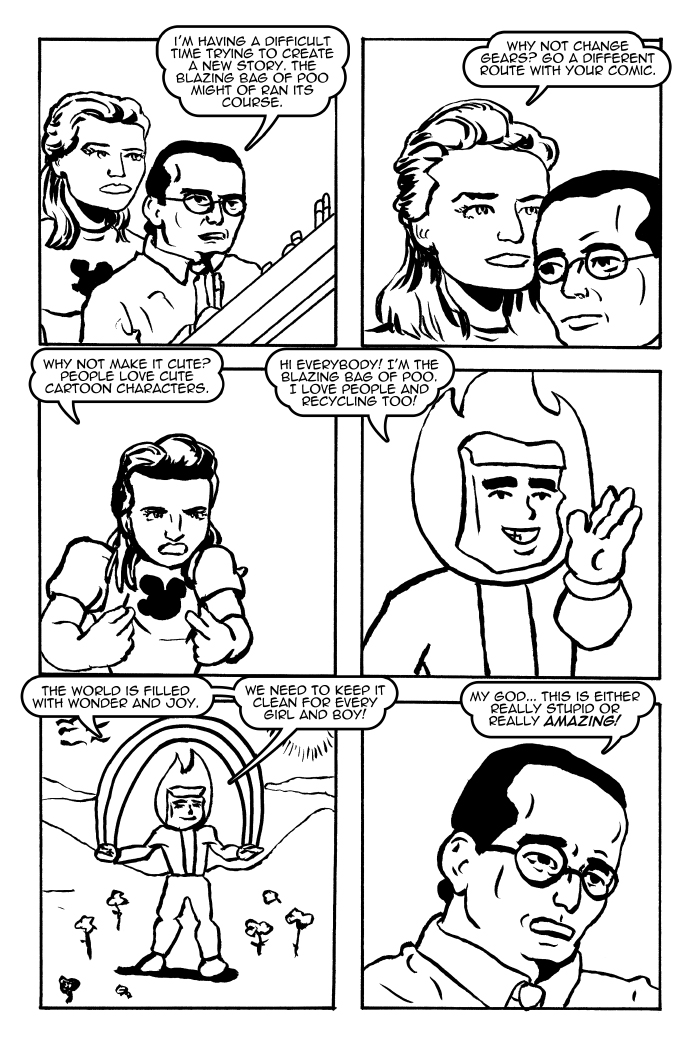 I'M HAVING A DIFFICULT
TIME TRYING TO CREATE
A NEW STORY. THE
BLAZING BAG OF POO
MIGHT OF RAN ITS
COURSE.
WHY NOT CHANGE
GEARS? GO A DIFFERENT
ROUTE WITH YOUR COMIC.
WHY NOT MAKE IT CUTE?
PEOPLE LOVE CUTE
CARTOON CHARACTERS.
HI EVERYBODY! I'M THE
BLAZING BAG OF POO.
I LOVE PEOPLE AND
RECYCLING TOO!
THE WORLD IS FILLED
WITH WONDER AND JOY.
WE NEED TO KEEP IT
CLEAN FOR EVERY
GIRL AND BOY!
MY GOD... THIS IS EITHER
REALLY STUPID OR
REALLY AMAZING!